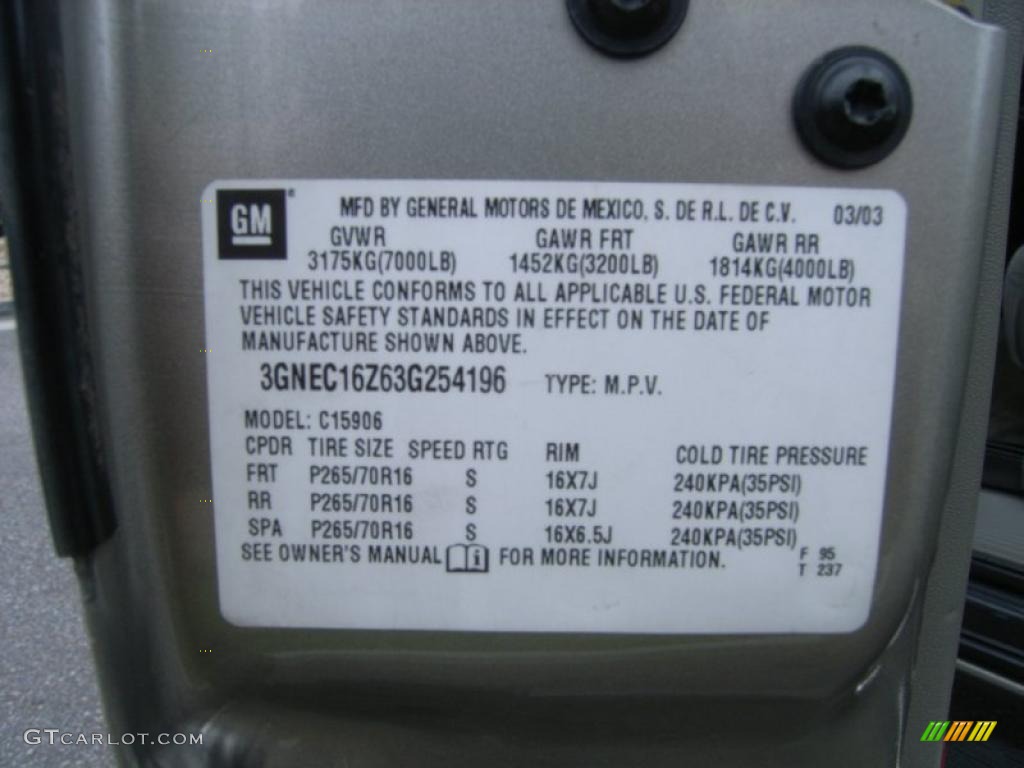 GM
MFD BY GENERAL MOTORS DE MEXICO, S. DE R.L. DE C.V. 03/03
GVWR GAWR FRT GAWR RR
3175KG(7000LB) 1452KG(3200LB) 1814KG(4000LB)
THIS VEHICLE CONFORMS TO ALL APPLICABLE U.S. FEDERAL MOTOR
VEHICLE SAFETY STANDARDS IN EFFECT ON THE DATE OF
MANUFACTURE SHOWN ABOVE.
3GNEC16Z63G254196 TYPE: M.P.V.
MODEL: C15906
CPDR TIRE SIZE SPEED RTG RIM COLD TIRE PRESSURE
FRT P265/70R16 S 16X7J 240KPA(35PSI)
RR P265/70R16 S 16X7J 240KPA(35PSI)
SPA P265/70R16 S 16X6.5J 240KPA(35PSI)
SEE OWNER'S MANUAL i FOR MORE INFORMATION.
F 95
T 237
GTCARLOT.COM